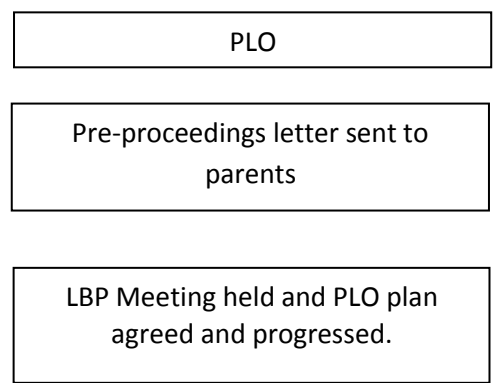 PLO
Pre-proceedings letter sent to
parents
LBP Meeting held and PLO plan
agreed and progressed.